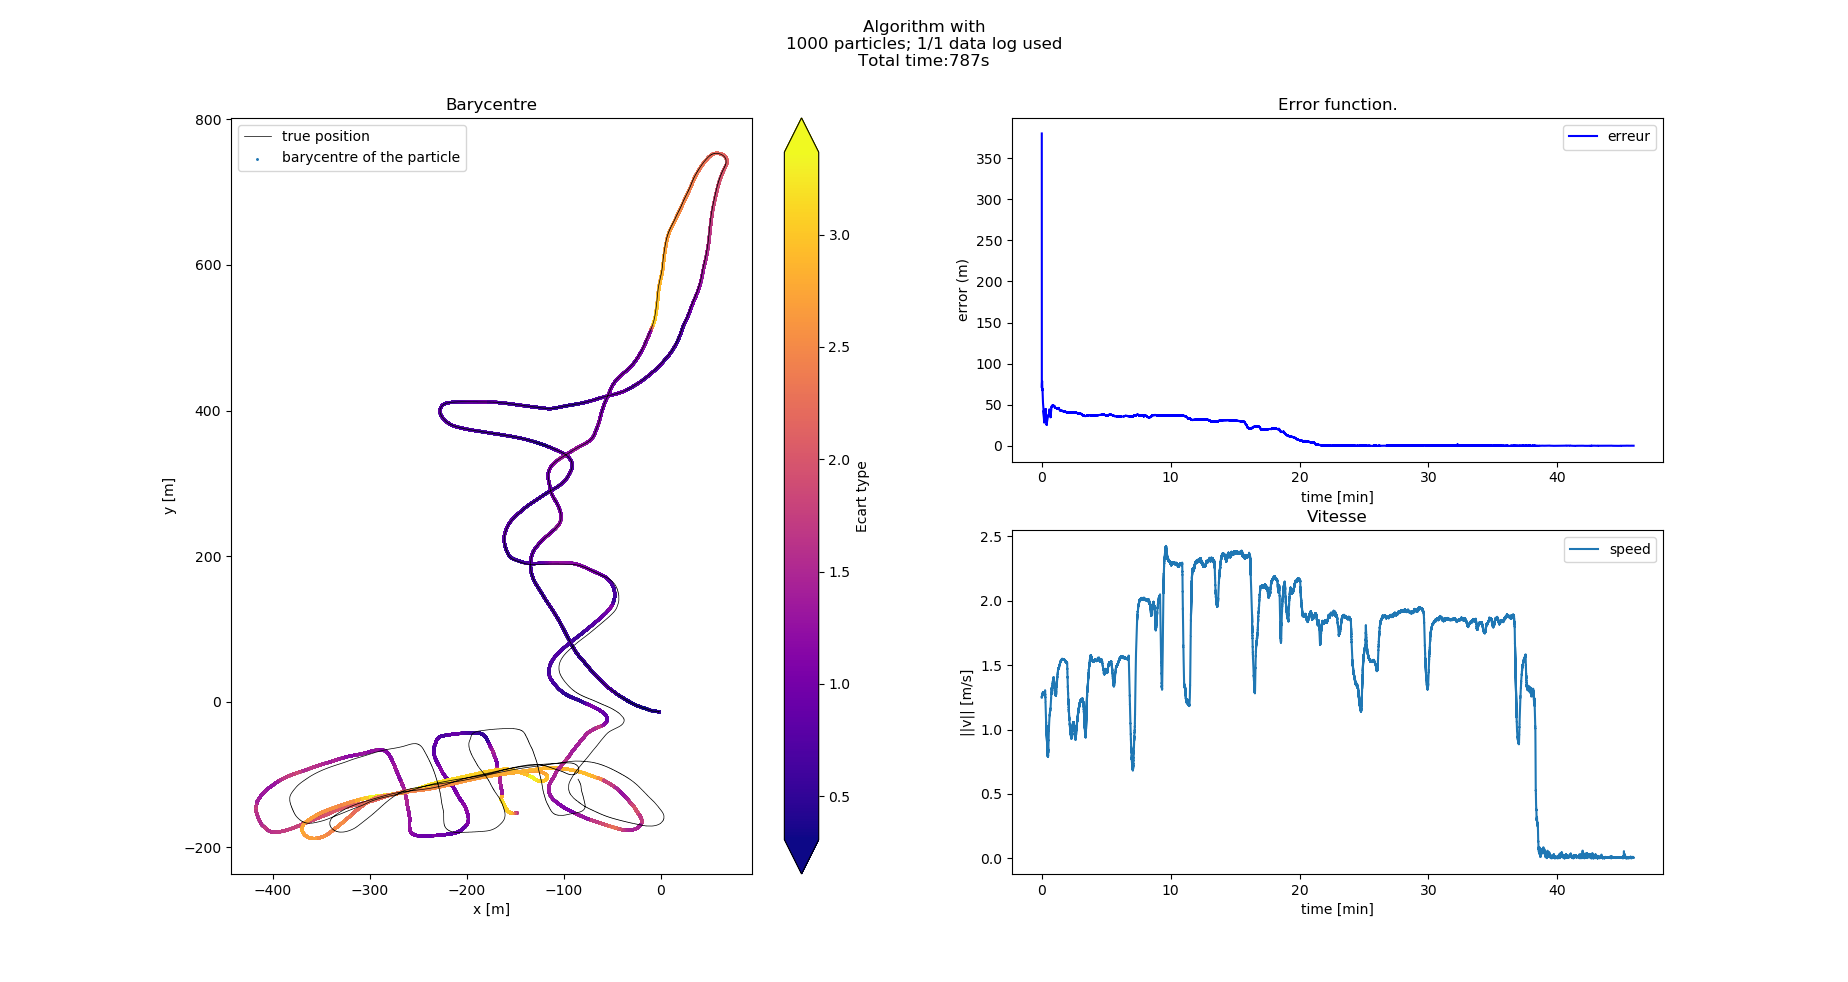 Algorithm with
1000 particles; 1/1 data log used
Total time:787s
Barycentre
true position
barycentre of the particle
800
600
400
200
0
−200
y [m]
−400
−300
−200
−100
0
x [m]
3.0
2.5
2.0
1.5
1.0
0.5
Ecart type
Error function.
erreur
350
300
250
200
150
100
50
0
error (m)
0
10
20
30
40
time [min]
Vitesse
speed
2.5
2.0
1.5
1.0
0.5
0.0
||v|| [m/s]
0
10
20
30
40
time [min]